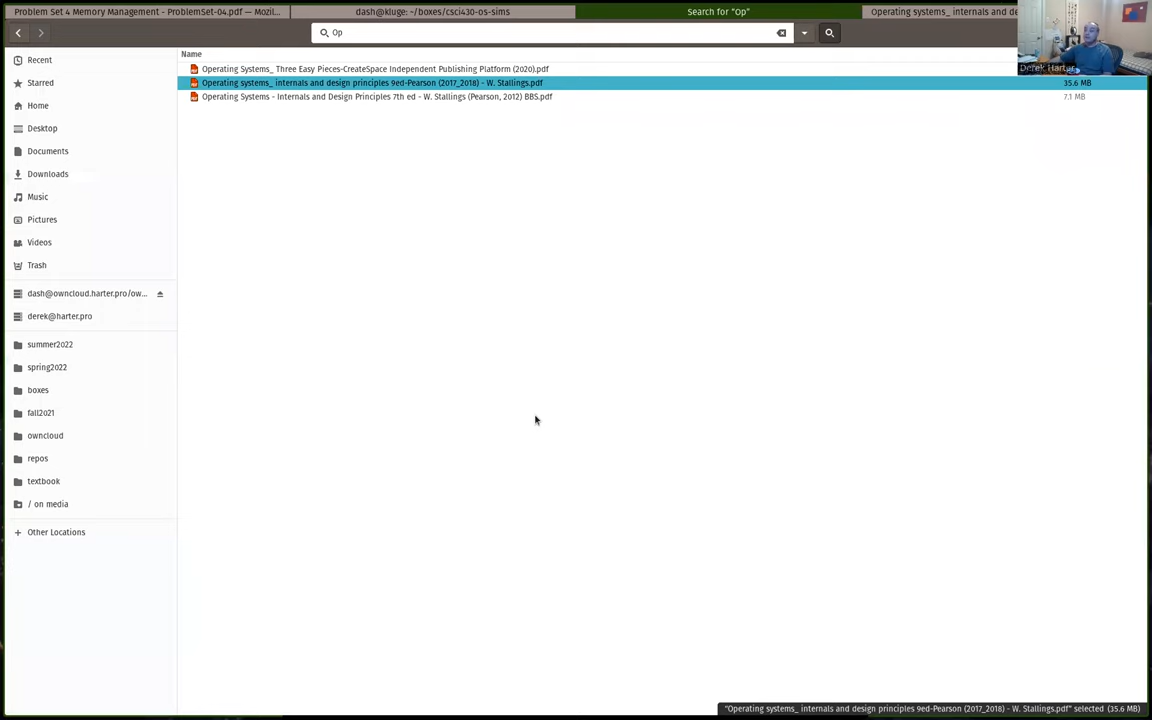 Problem Set 4 Memory Management - ProblemSet-04.pdf — Mozil...
dash@kluge: ~/boxes/csci430-os-sims
Search for "Op"
Operating systems_ internals and de
Op
Derek Harter
Name
Recent
Starred
Home
Desktop
Documents
Downloads
Music
Pictures
Videos
Trash
dash@owncloud.harter.pro/ow...
derek@harter.pro
summer2022
spring2022
boxes
fall2021
owncloud
repos
textbook
/ on media
Other Locations
Operating Systems_ Three Easy Pieces-CreateSpace Independent Publishing Platform (2020).pdf
Operating systems_ internals and design principles 9ed-Pearson (2017_2018) - W. Stallings.pdf
35.6 MB
Operating Systems - Internals and Design Principles 7th ed - W. Stallings (Pearson, 2012) BBS.pdf
7.1 MB
"Operating systems_ internals and design principles 9ed-Pearson (2017_2018) - W. Stallings.pdf" selected (35.6 MB)